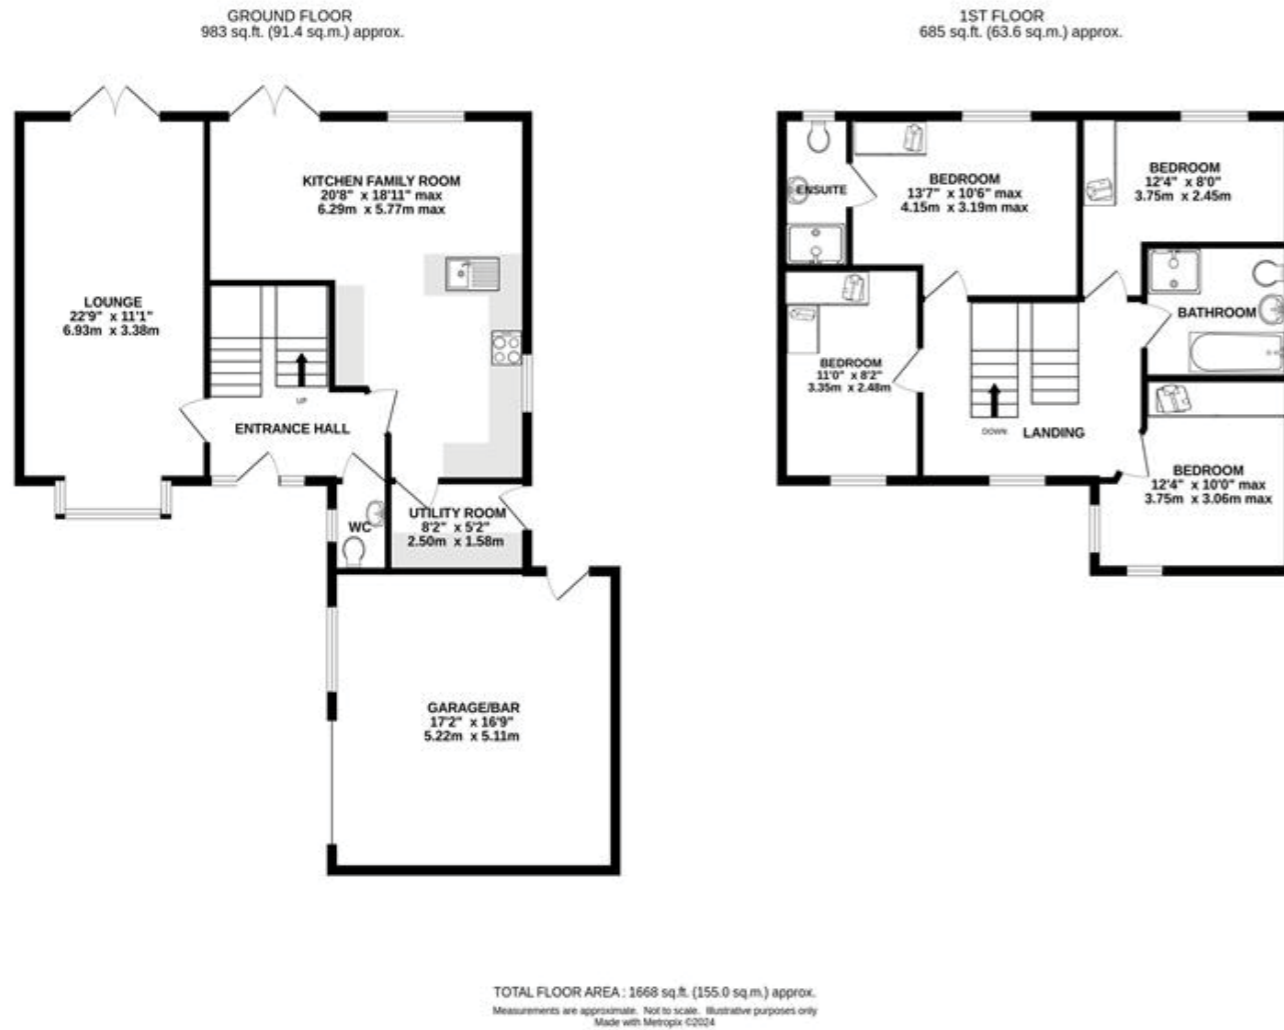 GROUND FLOOR
983 sq.ft. (91.4 sq.m.) approx.
1ST FLOOR
685 sq.ft. (63.6 sq.m.) approx.
KITCHEN FAMILY ROOM
20'8" x 18'11" max
6.29m x 5.77m max
LOUNGE
22'9" x 11'1"
6.93m x 3.38m
UP
ENTRANCE HALL
WC
UTILITY ROOM
8'2" x 5'2"
2.50m x 1.58m
GARAGE/BAR
17'2" x 16'9"
5.22m x 5.11m
ENSUITE
BEDROOM
13'7" x 10'6" max
4.15m x 3.19m max
BEDROOM
12'4" x 8'0"
3.75m x 2.45m
BATHROOM
BEDROOM
11'0" x 8'2"
3.35m x 2.48m
DOWN
LANDING
BEDROOM
12'4" x 10'0" max
3.75m x 3.06m max
TOTAL FLOOR AREA : 1668 sq.ft. (155.0 sq.m.) approx.
Measurements are approximate. Not to scale. Illustrative purposes only
Made with Metropix ©2024